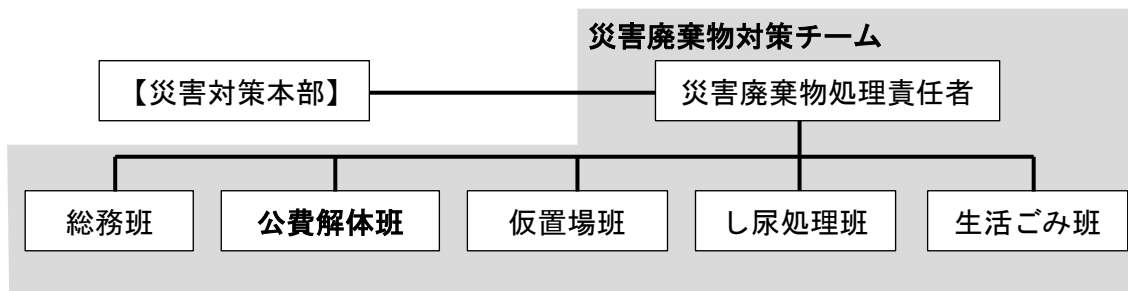 災害廃棄物対策チーム
【災害対策本部】
災害廃棄物処理責任者
総務班
公費解体班
仮置場班
し尿処理班
生活ごみ班